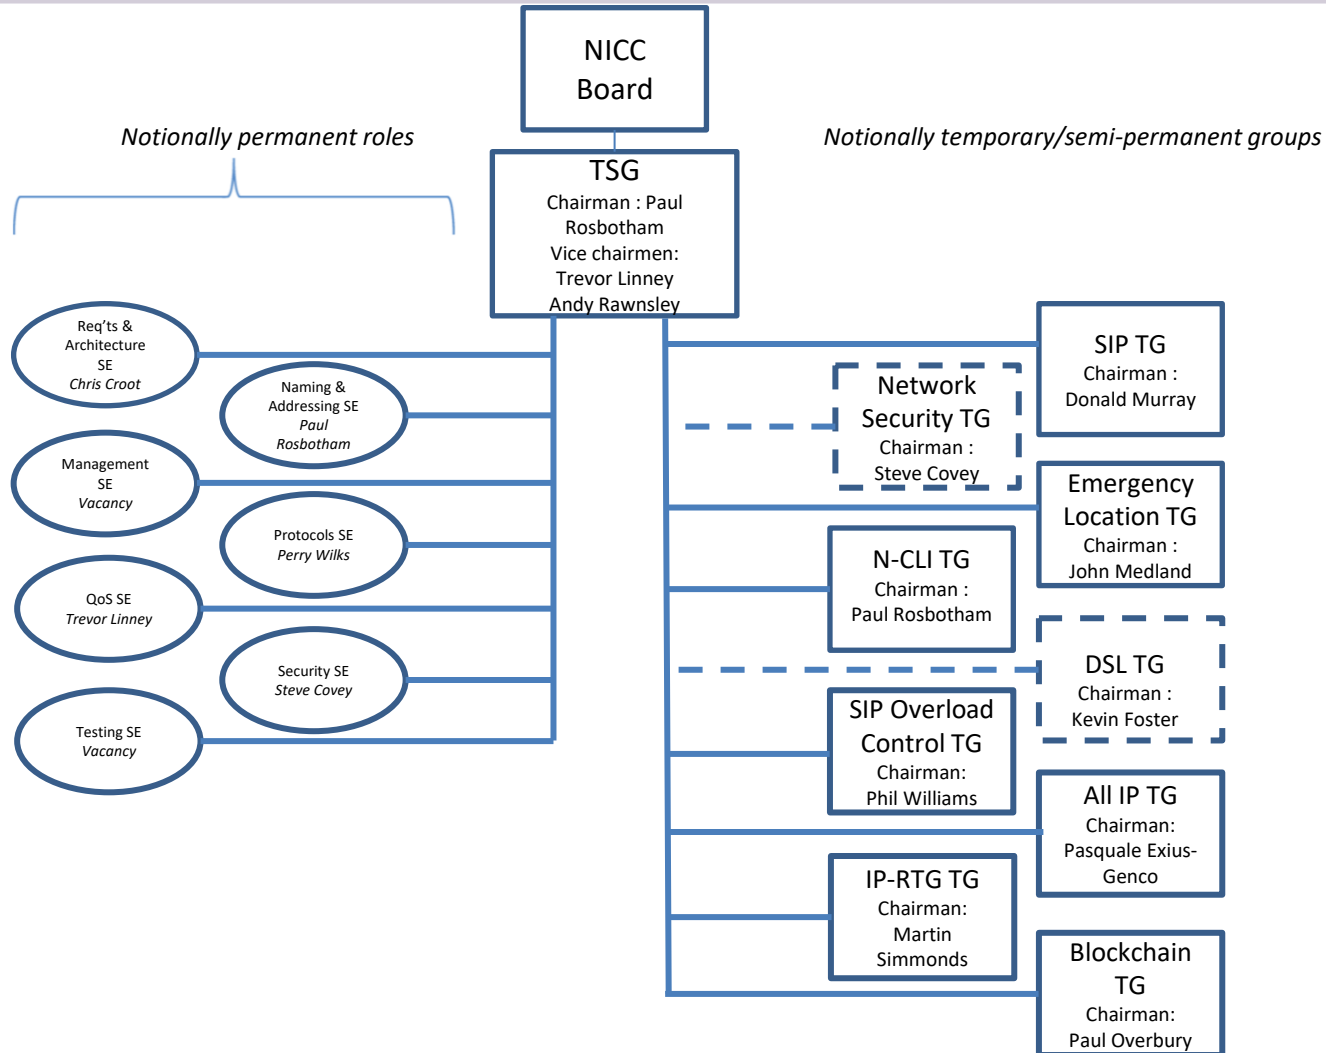 NICC
Board
Notionally permanent roles
Notionally temporary/semi-permanent groups
TSG
Chairman : Paul
Rosbotham
Vice chairmen:
Trevor Linney
Andy Rawnsley
Req'ts &
Architecture
SE
Chris Croot
Naming &
Addressing SE
Paul
Rosbotham
Management
SE
Vacancy
Protocols SE
Perry Wilks
QoS SE
Trevor Linney
Security SE
Steve Covey
Testing SE
Vacancy
SIP TG
Chairman :
Donald Murray
Network
Security TG
Chairman :
Steve Covey
Emergency
Location TG
Chairman :
John Medland
N-CLI TG
Chairman :
Paul Rosbotham
DSL TG
Chairman :
Kevin Foster
SIP Overload
Control TG
Chairman:
Phil Williams
All IP TG
Chairman:
Pasquale Exius-
Genco
IP-RTG TG
Chairman:
Martin
Simmonds
Blockchain
TG
Chairman:
Paul Overbury